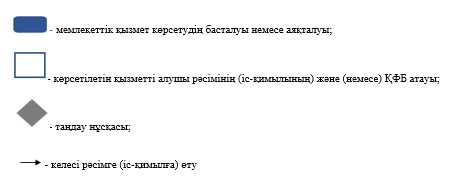 - мемлекеттік қызмет көрсетудің басталуы немесе аяқталуы;
- көрсетілетін қызметті алушы рәсімінің (іс-қимылының) және (немесе) ҚФБ атауы;
- таңдау нұсқасы;
- келесі рәсімге (іс-қимылға) өту